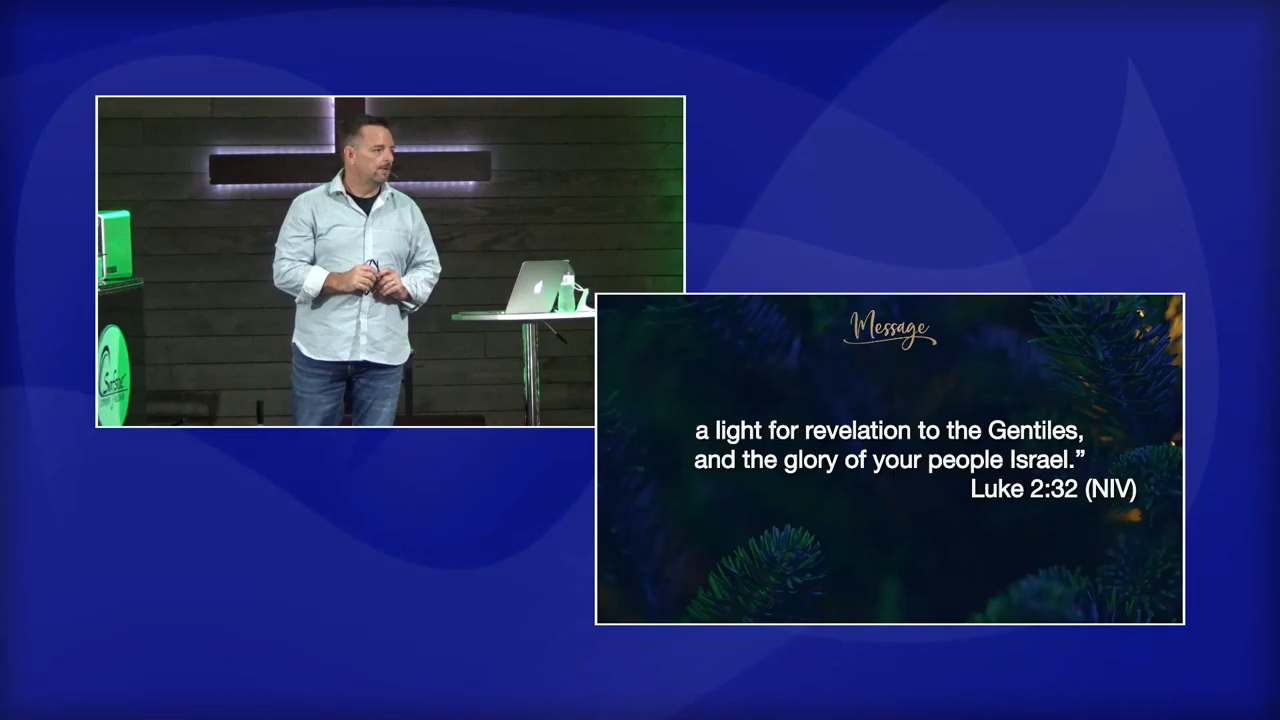 Message
a light for revelation to the Gentiles,
and the glory of your people Israel.”
Luke 2:32 (NIV)